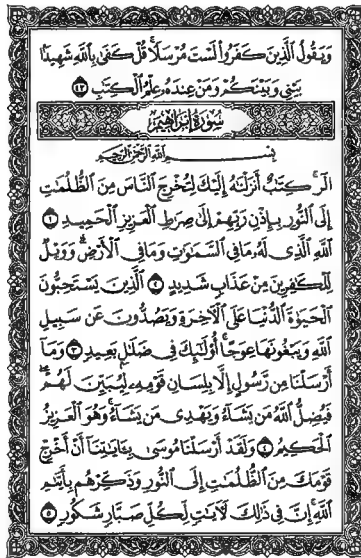 وَيَقُولُ ٱلَّذِينَ كَفَرُوا۟ لَسْتَ مُرْسَلًا ۚ قُلْ كَفَىٰ بِٱللَّهِ شَهِيدًۢا
بَيْنِى وَبَيْنَكُمْ وَمَنْ عِندَهُۥ عِلْمُ ٱلْكِتَٰبِ ٤٣
سُورَةُ إِبْرَاهِيمَ
بِسْمِ ٱللَّهِ ٱلرَّحْمَٰنِ ٱلرَّحِيمِ
الٓر ۚ كِتَٰبٌ أَنزَلْنَٰهُ إِلَيْكَ لِتُخْرِجَ ٱلنَّاسَ مِنَ ٱلظُّلُمَٰتِ
إِلَى ٱلنُّورِ بِإِذْنِ رَبِّهِمْ إِلَىٰ صِرَٰطِ ٱلْعَزِيزِ ٱلْحَمِيدِ ١
ٱللَّهِ ٱلَّذِى لَهُۥ مَا فِى ٱلسَّمَٰوَٰتِ وَمَا فِى ٱلْأَرْضِ ۗ وَوَيْلٌ
لِّلْكَٰفِرِينَ مِنْ عَذَابٍ شَدِيدٍ ٢ ٱلَّذِينَ يَسْتَحِبُّونَ
ٱلْحَيَوٰةَ ٱلدُّنْيَا عَلَى ٱلْءَاخِرَةِ وَيَصُدُّونَ عَن سَبِيلِ
ٱللَّهِ وَيَبْغُونَهَا عِوَجًا ۚ أُو۟لَٰٓئِكَ فِى ضَلَٰلٍۭ بَعِيدٍ ٣ وَمَآ
أَرْسَلْنَا مِن رَّسُولٍ إِلَّا بِلِسَانِ قَوْمِهِۦ لِيُبَيِّنَ لَهُمْ ۖ
فَيُضِلُّ ٱللَّهُ مَن يَشَآءُ وَيَهْدِى مَن يَشَآءُ ۚ وَهُوَ ٱلْعَزِيزُ
ٱلْحَكِيمُ ٤ وَلَقَدْ أَرْسَلْنَا مُوسَىٰ بِـَٔايَٰتِنَآ أَنْ أَخْرِجْ
قَوْمَكَ مِنَ ٱلظُّلُمَٰتِ إِلَى ٱلنُّورِ وَذَكِّرْهُم بِأَيَّىٰمِ
ٱللَّهِ ۚ إِنَّ فِى ذَٰلِكَ لَءَايَٰتٍ لِّكُلِّ صَبَّارٍ شَكُورٍ ٥